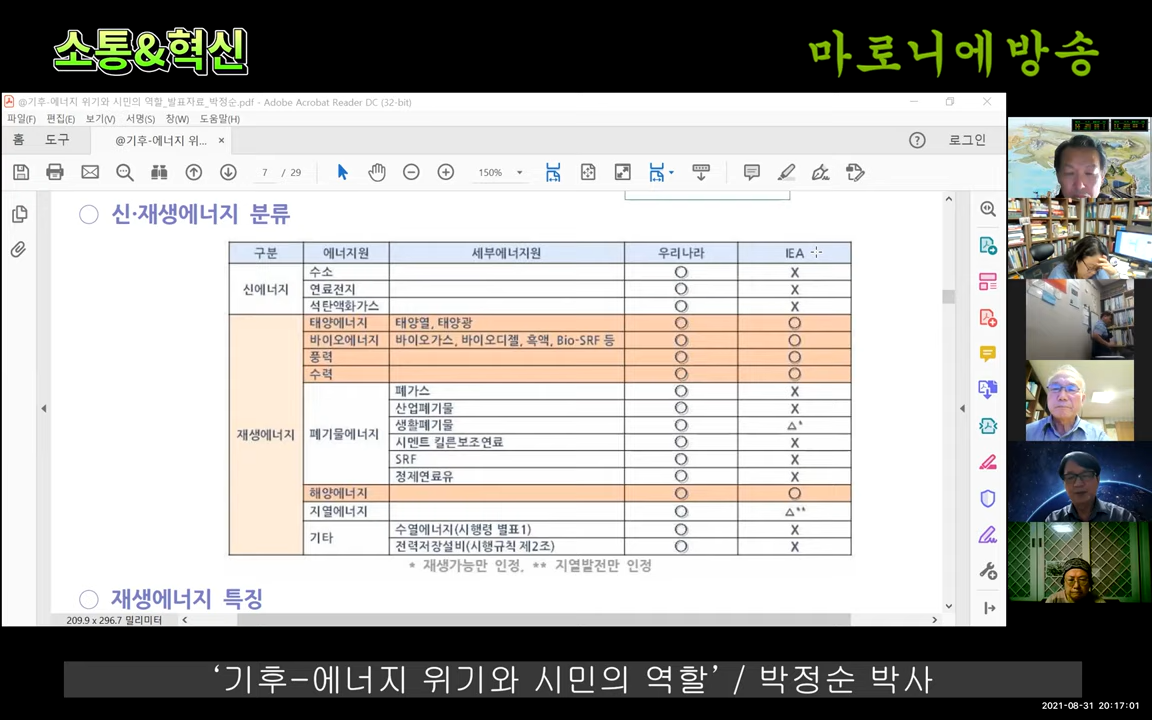 소통&혁신
마로니에방송
@기후-에너지 위기와 시민의 역할_발표자료_박정순.pdf - Adobe Acrobat Reader DC (32-bit)
파일(F) 편집(E) 보기(V) 서명(S) 창(W) 도움말(H)
홈 도구 @기후-에너지 위... × 로그인
7 / 29 150%
○ 신·재생에너지 분류
구분 에너지원 세부에너지원 우리나라 IEA
신에너지 수소 ○ X
연료전지 ○ X
석탄액화가스 ○ X
재생에너지 태양에너지 태양열, 태양광 ○ ○
바이오에너지 바이오가스, 바이오디젤, 흑액, Bio-SRF 등 ○ ○
풍력 ○ ○
수력 ○ ○
폐기물에너지 폐가스 ○ X
산업폐기물 ○ X
생활폐기물 ○ △*
시멘트 킬른보조연료 ○ X
SRF ○ X
정제연료유 ○ X
해양에너지 ○ ○
지열에너지 ○ △**
기타 수열에너지(시행령 별표1) ○ X
전력저장설비(시행규칙 제2조) ○ X
* 재생가능만 인정, ** 지열발전만 인정
○ 재생에너지 특징
209.9 x 296.7 밀리미터
‘기후-에너지 위기와 시민의 역할’ / 박정순 박사
2021-08-31 20:17:01